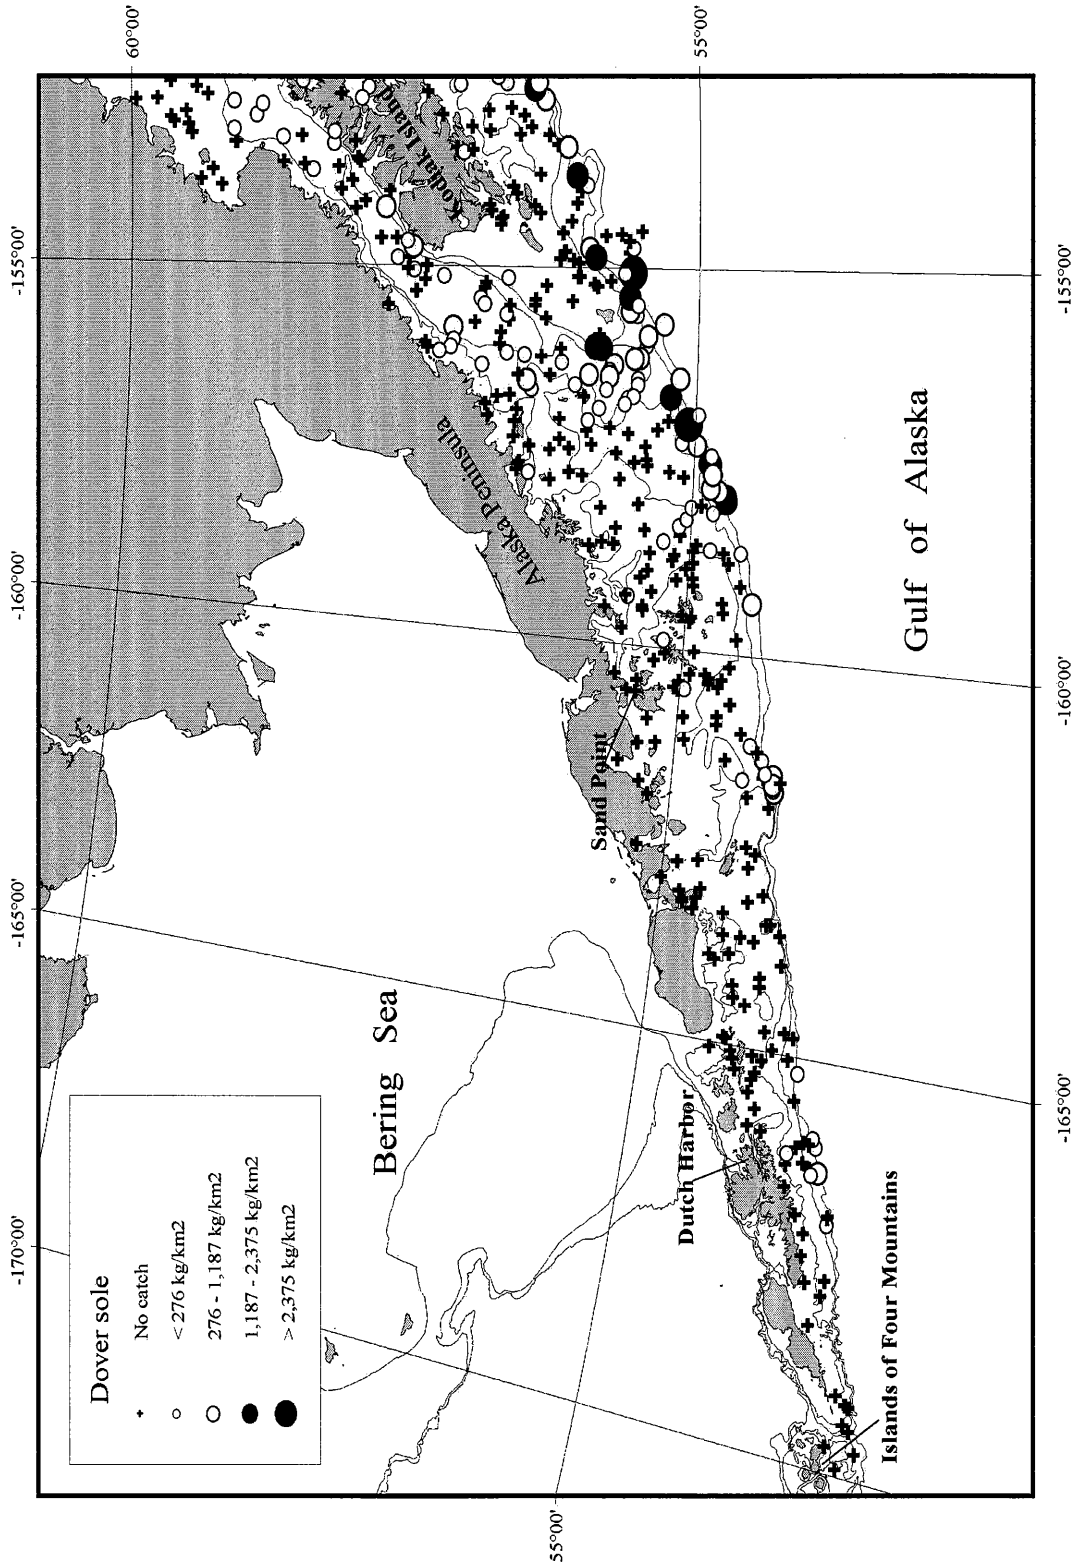 Dover sole
No catch
< 276 kg/km2
276 - 1,187 kg/km2
1,187 - 2,375 kg/km2
> 2,375 kg/km2
-170°00'
-165°00'
-160°00'
-155°00'
60°00'
55°00'
55°00'
-165°00'
-160°00'
-155°00'
Bering Sea
Alaska Peninsula
Kodiak Island
Sand Point
Dutch Harbor
Islands of Four Mountains
Gulf of Alaska